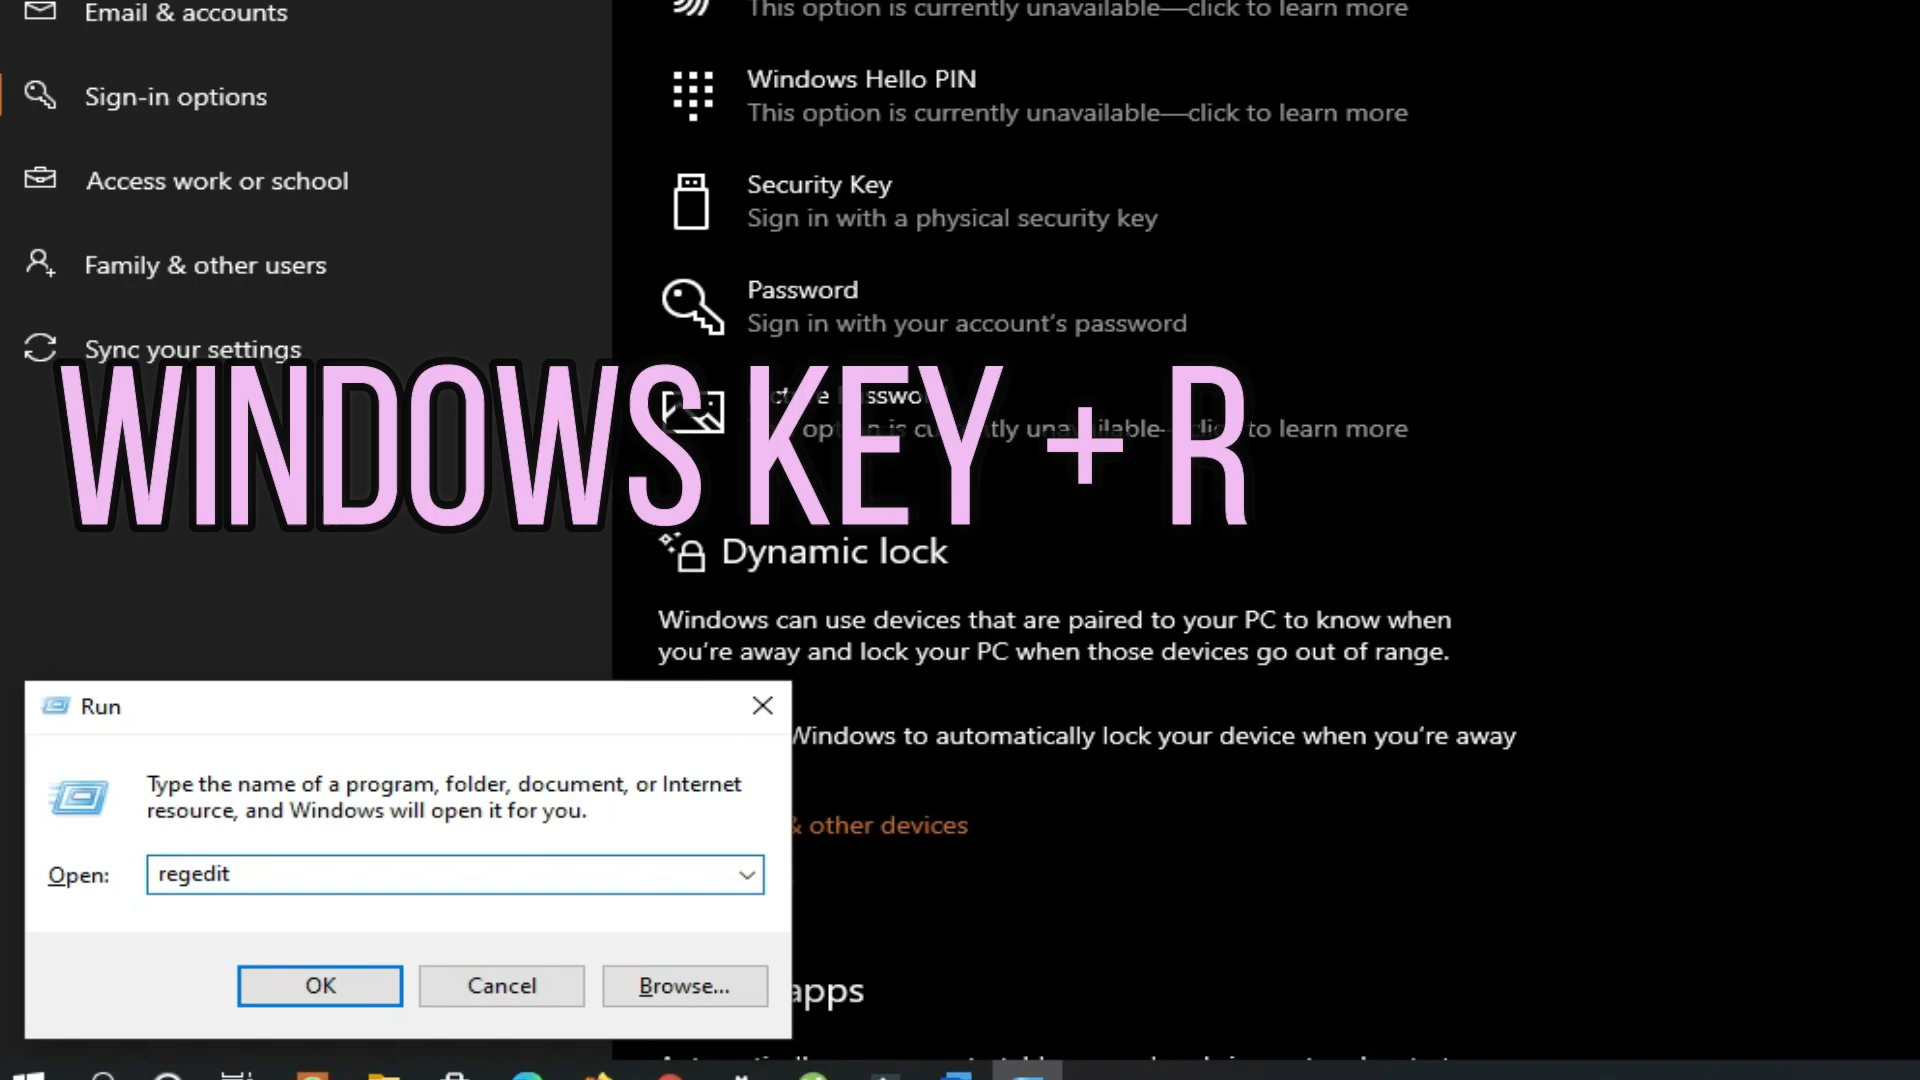 Email & accounts
Sign-in options
Access work or school
Family & other users
Sync your settings
This option is currently unavailable—click to learn more
Windows Hello PIN
This option is currently unavailable—click to learn more
Security Key
Sign in with a physical security key
Password
Sign in with your account's password
to learn more
WINDOWS KEY + R
Dynamic lock
Windows can use devices that are paired to your PC to know when
you're away and lock your PC when those devices go out of range.
Windows to automatically lock your device when you're away
& other devices
apps
Run
Type the name of a program, folder, document, or Internet
resource, and Windows will open it for you.
Open:
regedit
OK
Cancel
Browse...